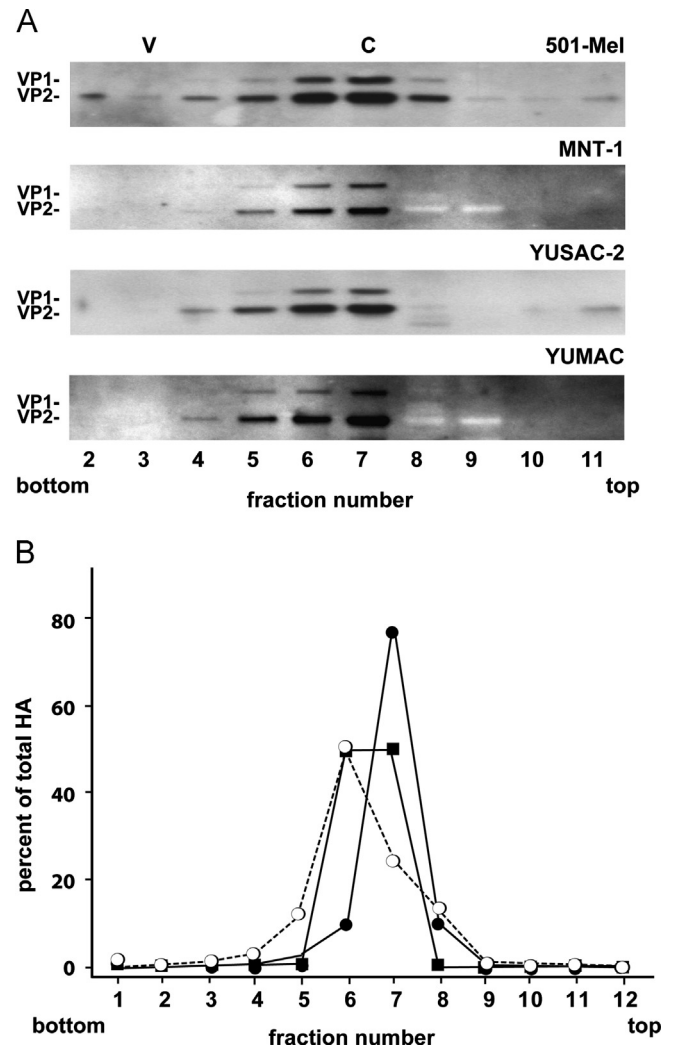 A
V C 501-Mel
VP1-
VP2-
MNT-1
VP1-
VP2-
YUSAC-2
VP1-
VP2-
YUMAC
VP1-
VP2-
2 3 4 5 6 7 8 9 10 11
bottom fraction number top
B
80
60
40
20
0
percent of total HA
1 2 3 4 5 6 7 8 9 10 11 12
bottom fraction number top